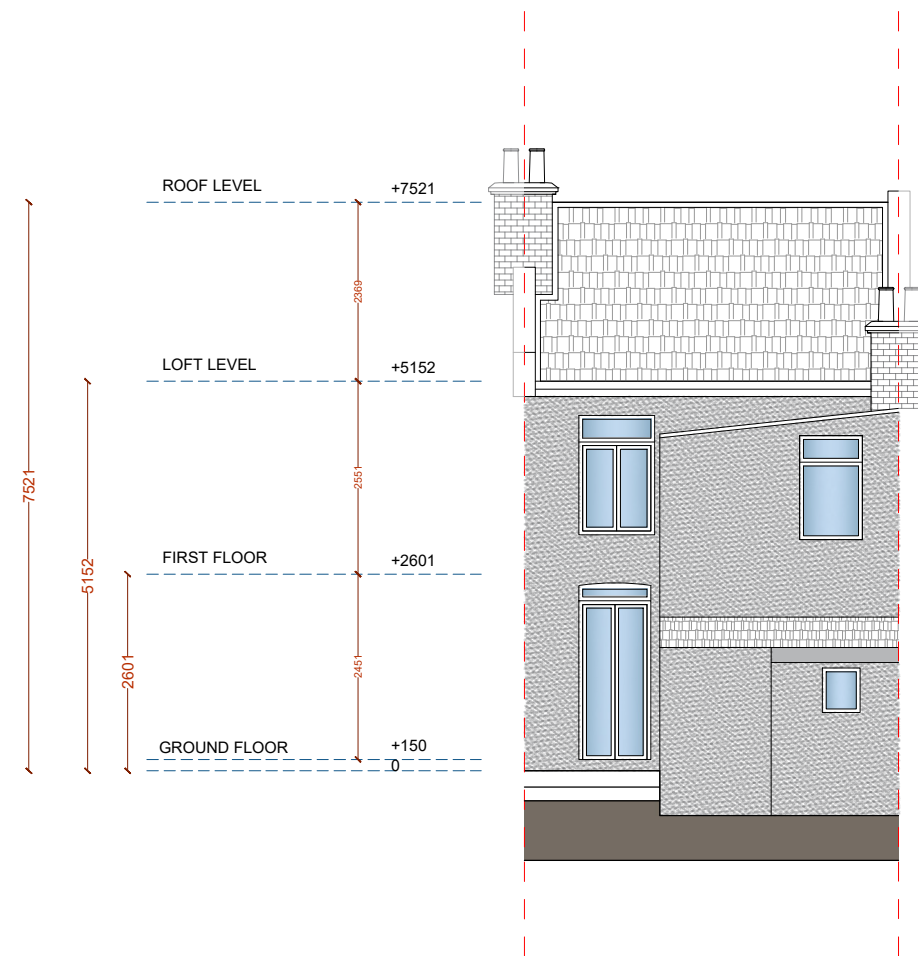 ROOF LEVEL +7521
2369
LOFT LEVEL +5152
7521
2551
FIRST FLOOR +2601
5152
2601
2451
GROUND FLOOR +150
0